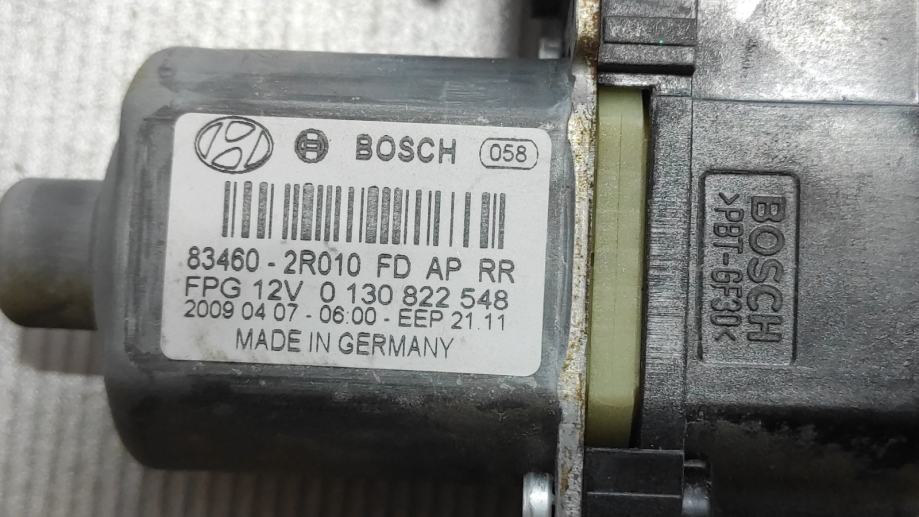 BOSCH 058
83460 - 2R010 FD AP RR
FPG 12V 0 130 822 548
2009 04 07 - 06:00 - EEP 21.11
MADE IN GERMANY
BOSCH
>PBT-GF30<